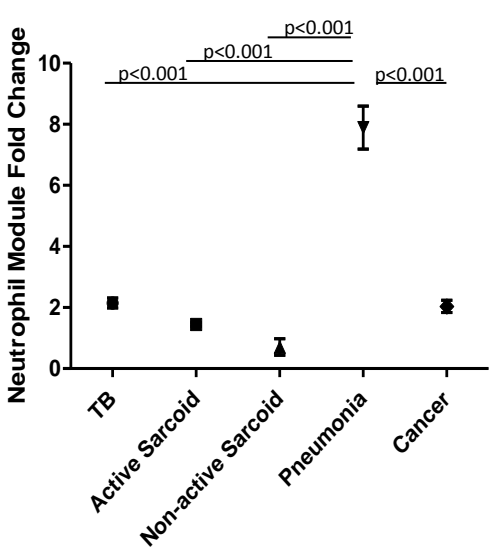 p<0.001
p<0.001
p<0.001
p<0.001
Neutrophil Module Fold Change
10
8
6
4
2
0
TB
Active Sarcoid
Non-active Sarcoid
Pneumonia
Cancer